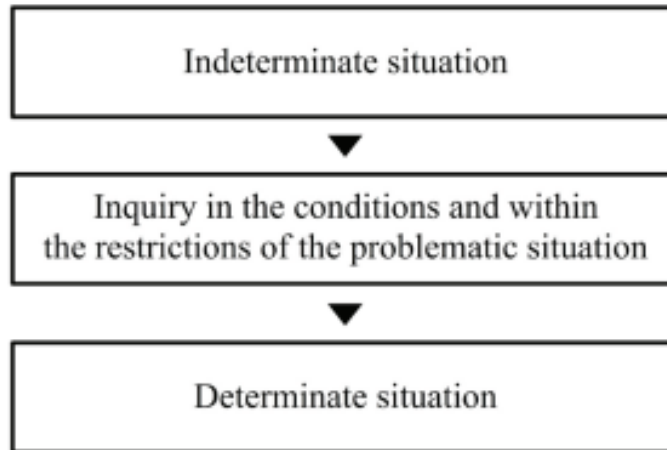 Indeterminate situation
Inquiry in the conditions and within
the restrictions of the problematic situation
Determinate situation